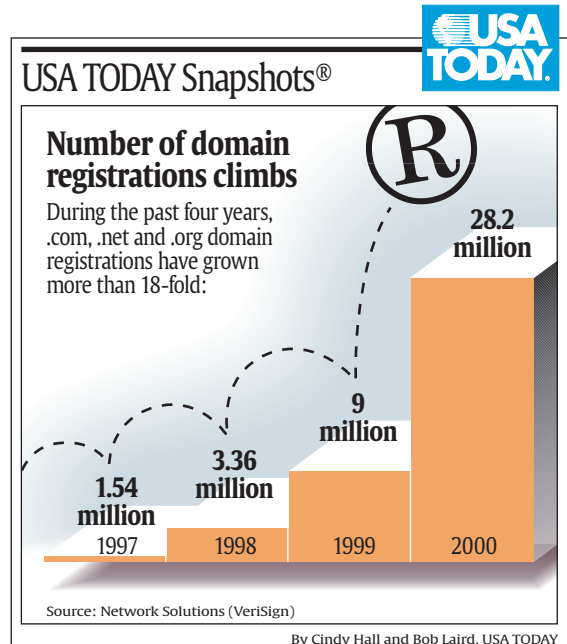 USA
TODAY.
USA TODAY Snapshots®
Number of domain
registrations climbs
During the past four years,
.com, .net and .org domain
registrations have grown
more than 18-fold:
R
28.2
million
9
million
3.36
million
1.54
million
1997 1998 1999 2000
Source: Network Solutions (VeriSign)
By Cindy Hall and Bob Laird, USA TODAY